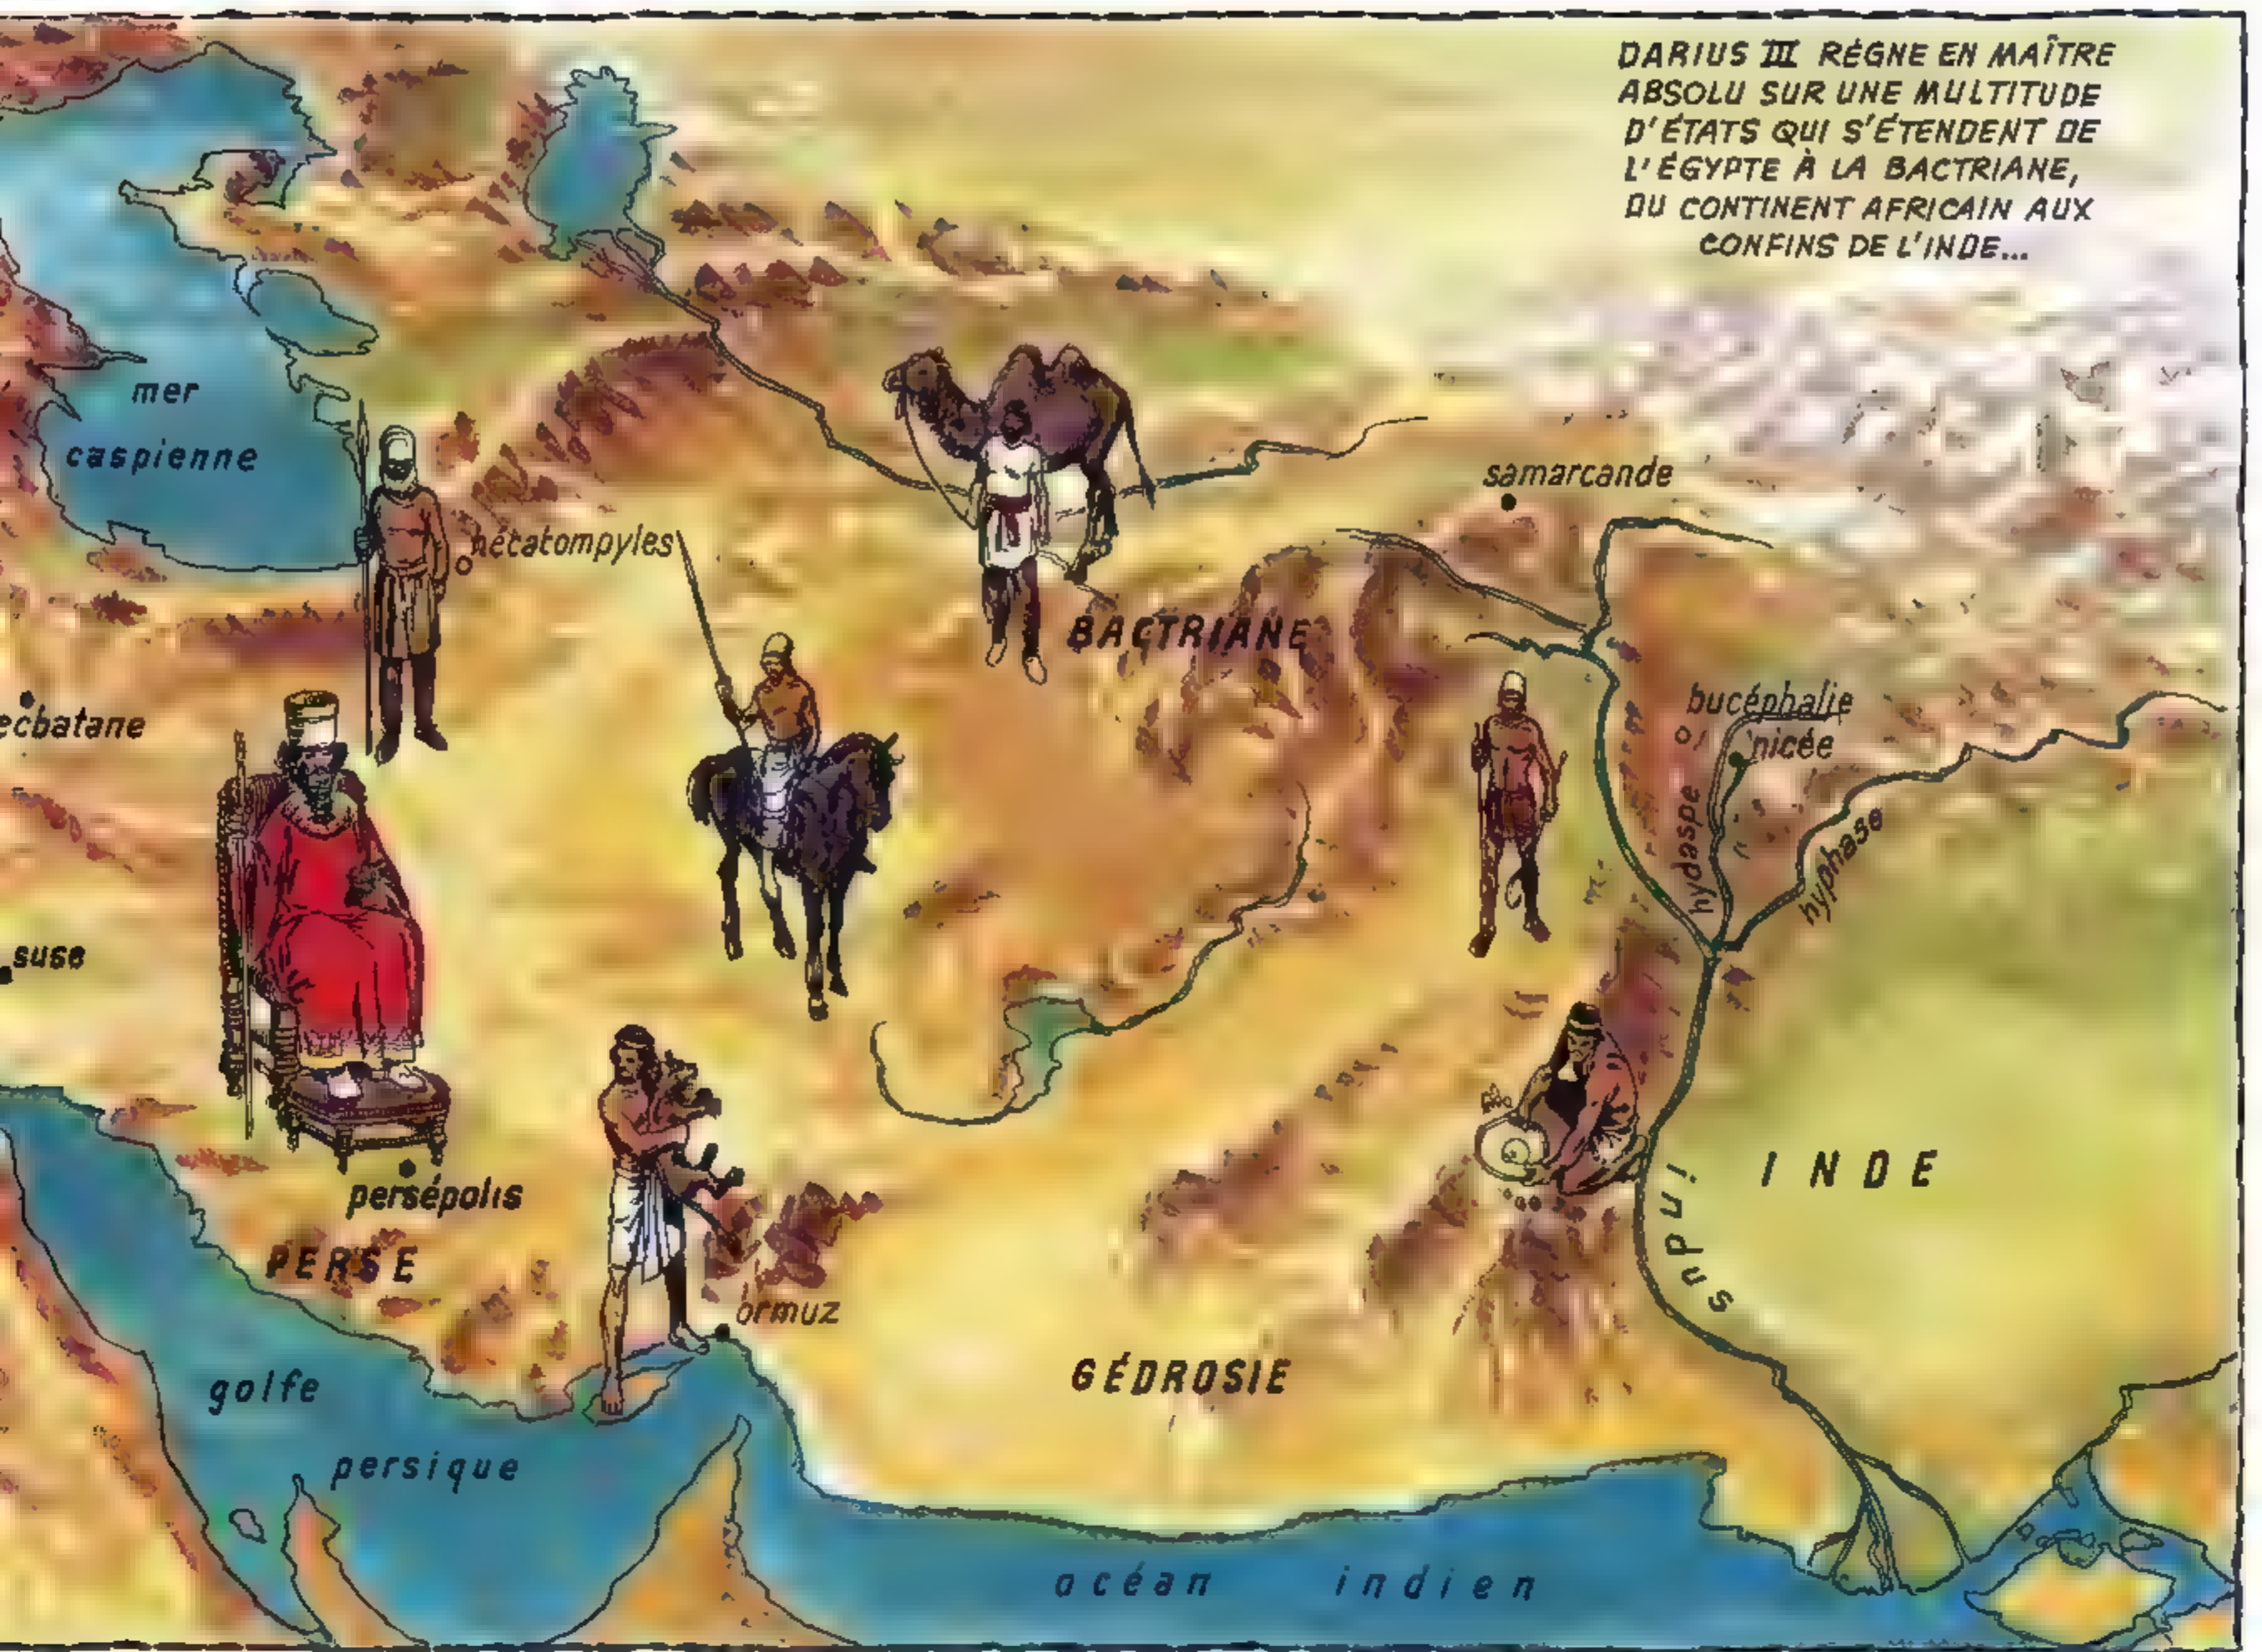 DARIUS III RÈGNE EN MAÎTRE
ABSOLU SUR UNE MULTITUDE
D'ÉTATS QUI S'ÉTENDENT DE
L'ÉGYPTE À LA BACTRIANE,
DU CONTINENT AFRICAIN AUX
CONFINS DE L'INDE...
mer
caspienne
samarcande
hécatompyles
BACTRIANE
ecbatane
bucéphalie
nicée
hydaspe
hyphase
suse
persépolis
INDE
indus
PERSE
ormuz
GÉDROSIE
golfe
persique
océan indien